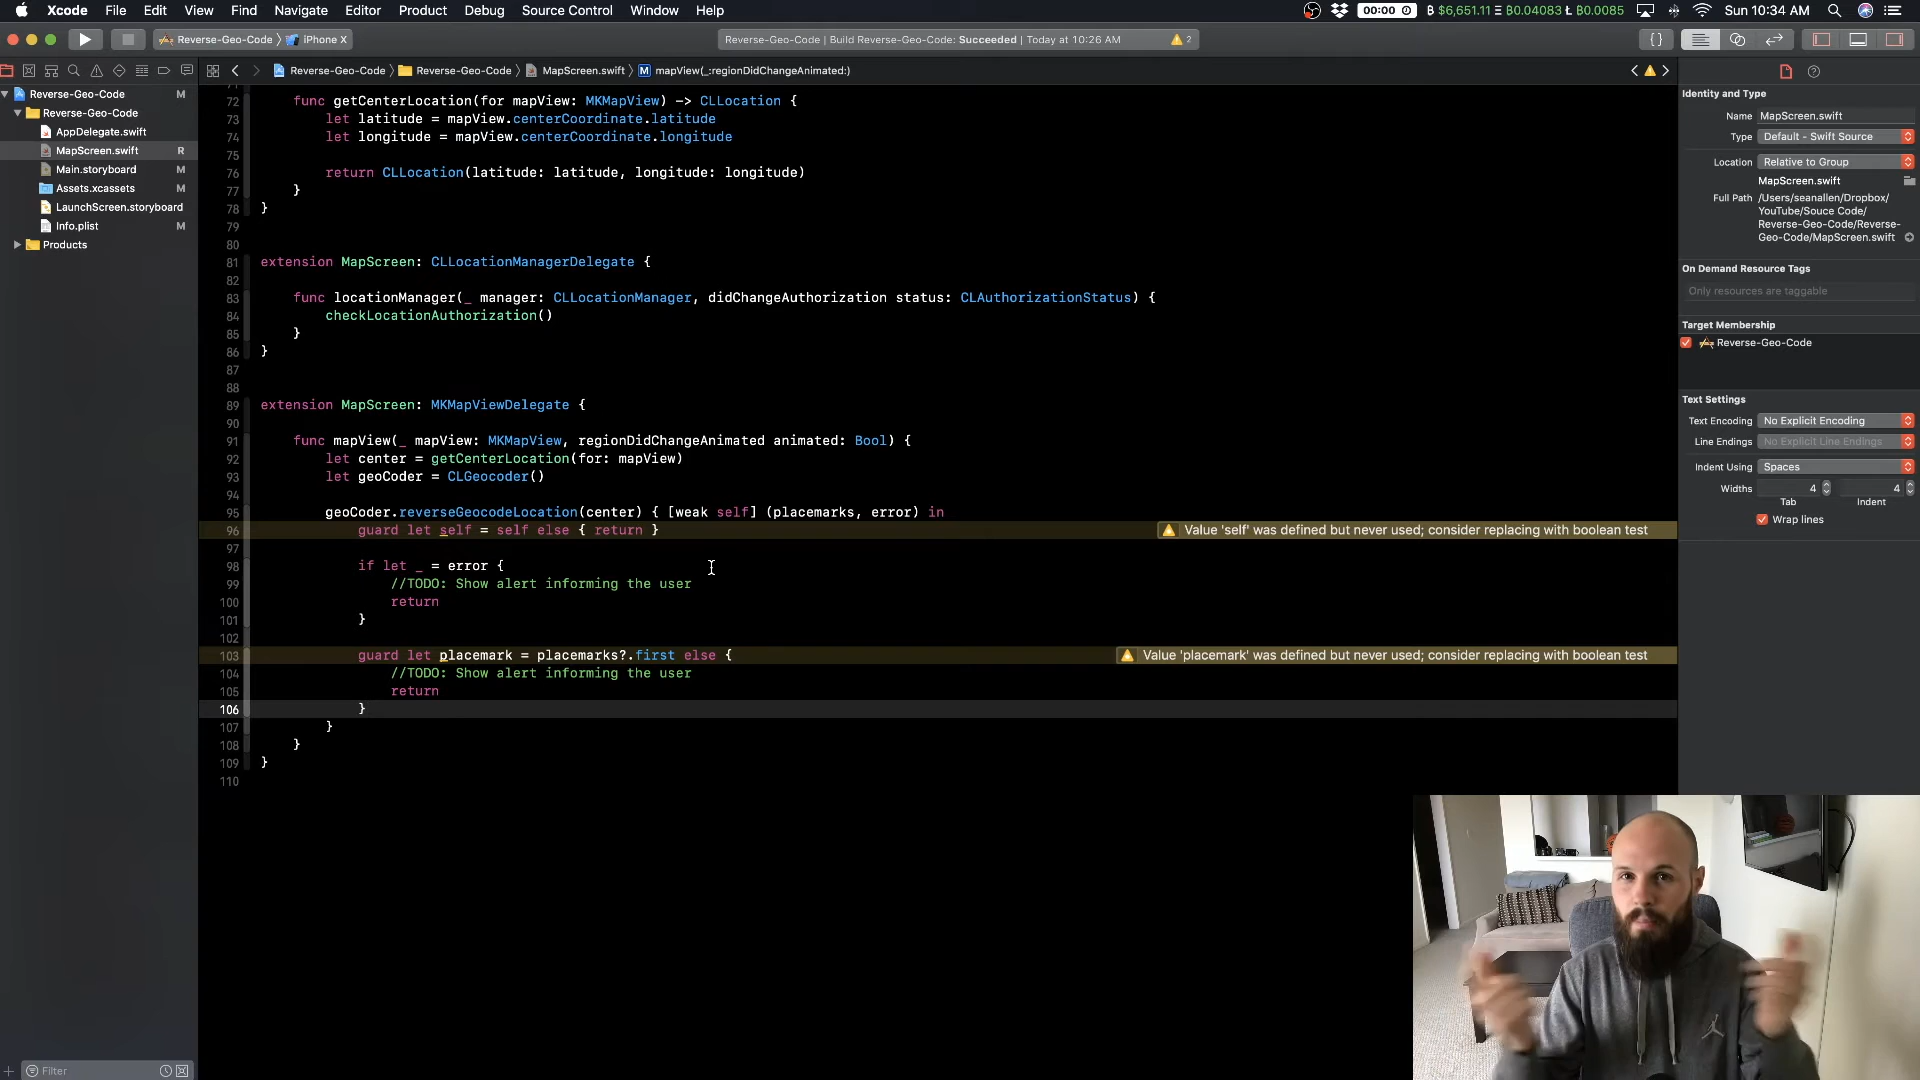 Xcode File Edit View Find Navigate Editor Product Debug Source Control Window Help
00:00 ₿ $6,651.11 Ξ ₿0.04083 Ł ₿0.0085 Sun 10:34 AM
Reverse-Geo-Code 〉 iPhone X
Reverse-Geo-Code | Build Reverse-Geo-Code: Succeeded | Today at 10:26 AM
2
{ }
Reverse-Geo-Code 〉 Reverse-Geo-Code 〉 MapScreen.swift 〉 M mapView(_:regionDidChangeAnimated:)
Reverse-Geo-Code M
Reverse-Geo-Code
AppDelegate.swift
MapScreen.swift R
Main.storyboard M
Assets.xcassets M
LaunchScreen.storyboard
Info.plist M
Products
Filter
72 func getCenterLocation(for mapView: MKMapView) -> CLLocation {
73 let latitude = mapView.centerCoordinate.latitude
74 let longitude = mapView.centerCoordinate.longitude
75
76 return CLLocation(latitude: latitude, longitude: longitude)
77 }
78 }
79
80
81 extension MapScreen: CLLocationManagerDelegate {
82
83 func locationManager(_ manager: CLLocationManager, didChangeAuthorization status: CLAuthorizationStatus) {
84 checkLocationAuthorization()
85 }
86 }
87
88
89 extension MapScreen: MKMapViewDelegate {
90
91 func mapView(_ mapView: MKMapView, regionDidChangeAnimated animated: Bool) {
92 let center = getCenterLocation(for: mapView)
93 let geoCoder = CLGeocoder()
94
95 geoCoder.reverseGeocodeLocation(center) { [weak self] (placemarks, error) in
96 guard let self = self else { return } Value 'self' was defined but never used; consider replacing with boolean test
97
98 if let _ = error {
99 //TODO: Show alert informing the user
100 return
101 }
102
103 guard let placemark = placemarks?.first else { Value 'placemark' was defined but never used; consider replacing with boolean test
104 //TODO: Show alert informing the user
105 return
106 }
107 }
108 }
109 }
110
Identity and Type
Name MapScreen.swift
Type Default - Swift Source
Location Relative to Group
MapScreen.swift
Full Path /Users/seanallen/Dropbox/
YouTube/Souce Code/
Reverse-Geo-Code/Reverse-
Geo-Code/MapScreen.swift
On Demand Resource Tags
Only resources are taggable
Target Membership
Reverse-Geo-Code
Text Settings
Text Encoding No Explicit Encoding
Line Endings No Explicit Line Endings
Indent Using Spaces
Widths 4 4
Tab Indent
Wrap lines